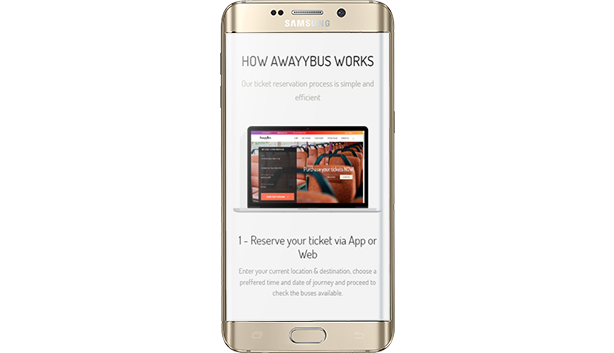 SAMSUNG
HOW AWAYYBUS WORKS
Our ticket reservation process is simple and
efficient
Purchase your tickets NOW!
1 - Reserve your ticket via App or
Web
Enter your current location & destination, choose a
preffered time and date of journey and proceed to
check the buses available.